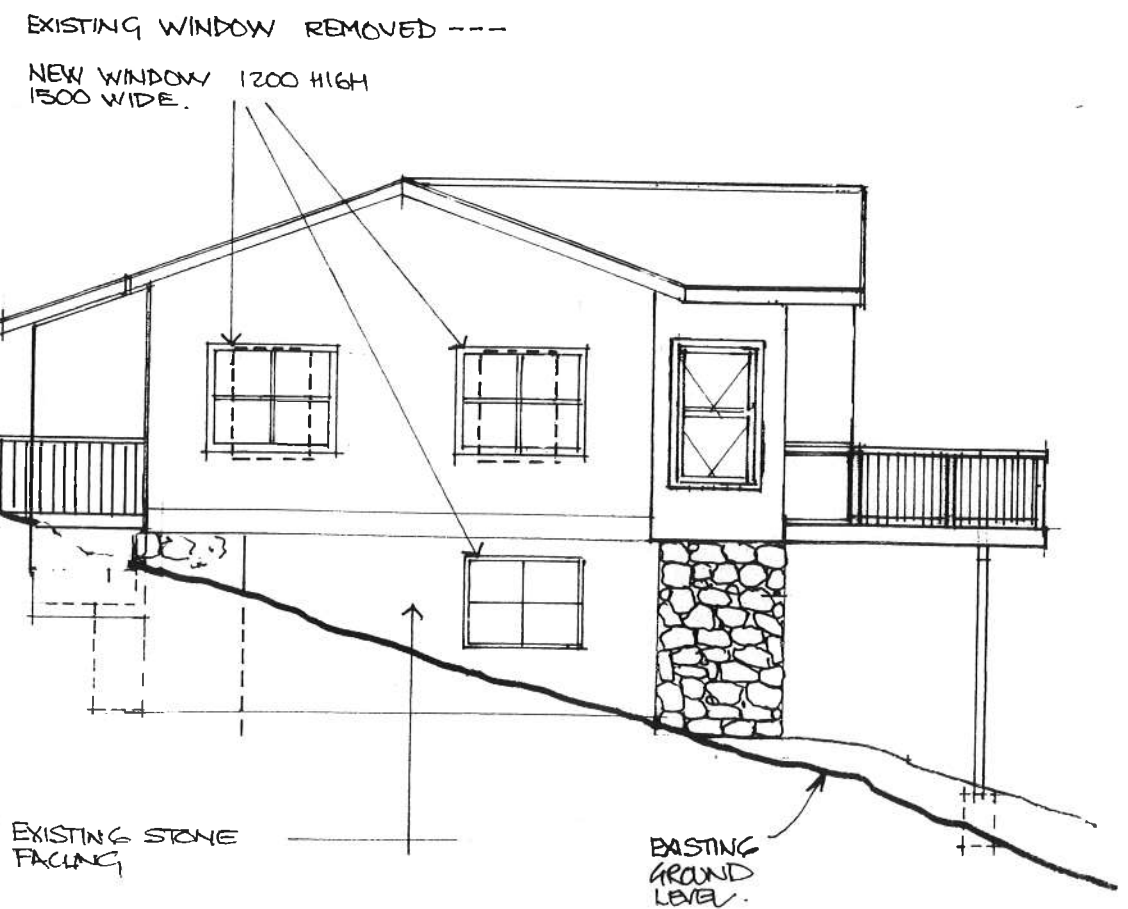 EXISTING WINDOW REMOVED ---
NEW WINDOW 1200 HIGH
1500 WIDE.
EXISTING STONE
FACING
EXISTING
GROUND
LEVEL.